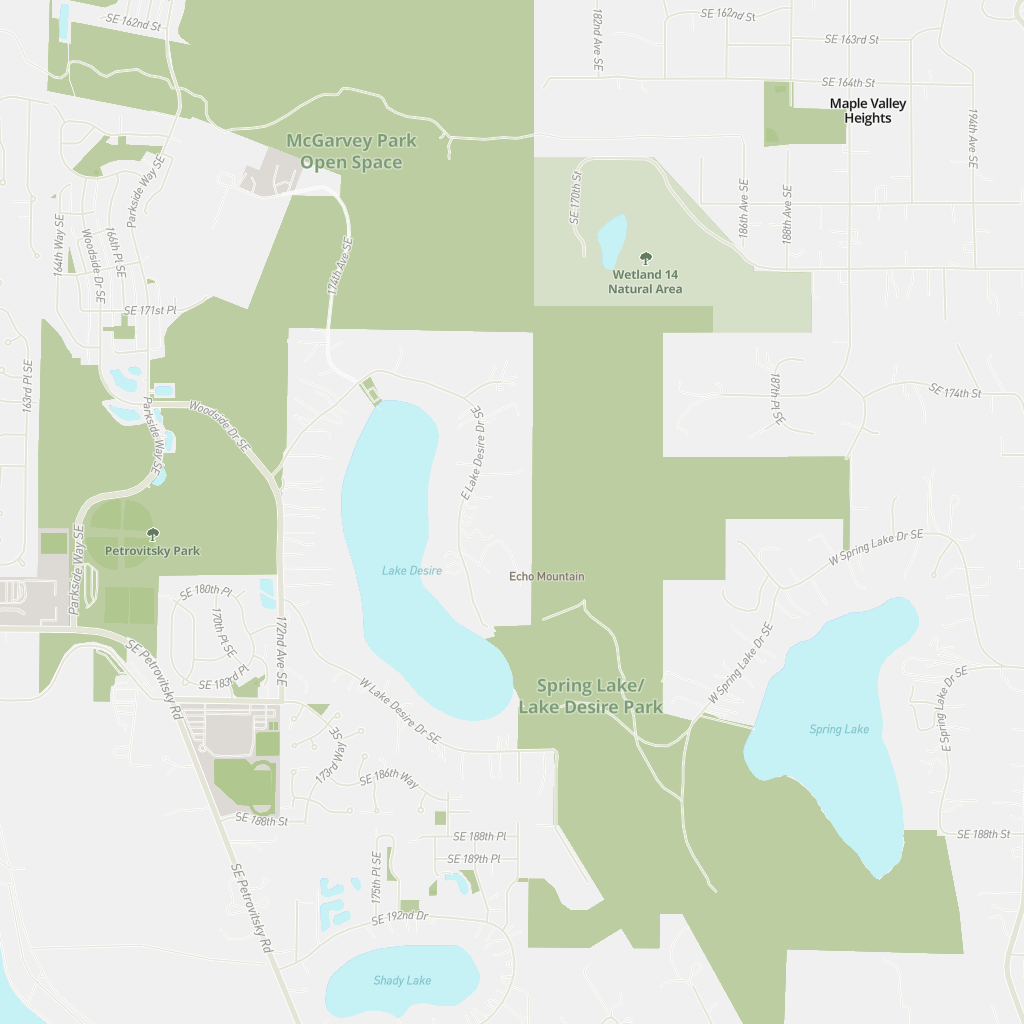 SE 162nd St
182nd Ave SE
SE 162nd St
SE 163rd St
SE 164th St
Maple Valley
Heights
194th Ave SE
McGarvey Park
Open Space
Parkside Way SE
SE 170th St
186th Ave SE
188th Ave SE
164th Way SE
Woodside Dr SE
166th Pl SE
174th Ave SE
Wetland 14
Natural Area
SE 171st Pl
163rd Pl SE
187th Pl SE
SE 174th St
Parkside Way SE
Woodside Dr SE
E Lake Desire Dr SE
Petrovitsky Park
Parkside Way SE
W Spring Lake Dr SE
Lake Desire
Echo Mountain
SE 180th Pl
170th Pl SE
172nd Ave SE
SE 183rd Pl
SE Petrovitsky Rd
W Spring Lake Dr SE
Spring Lake/
Lake Desire Park
W Lake Desire Dr SE
Spring Lake
E Spring Lake Dr SE
173rd Way SE
SE 186th Way
SE 188th St
SE 188th Pl
SE 188th St
SE 189th Pl
175th Pl SE
SE Petrovitsky Rd
SE 192nd Dr
Shady Lake